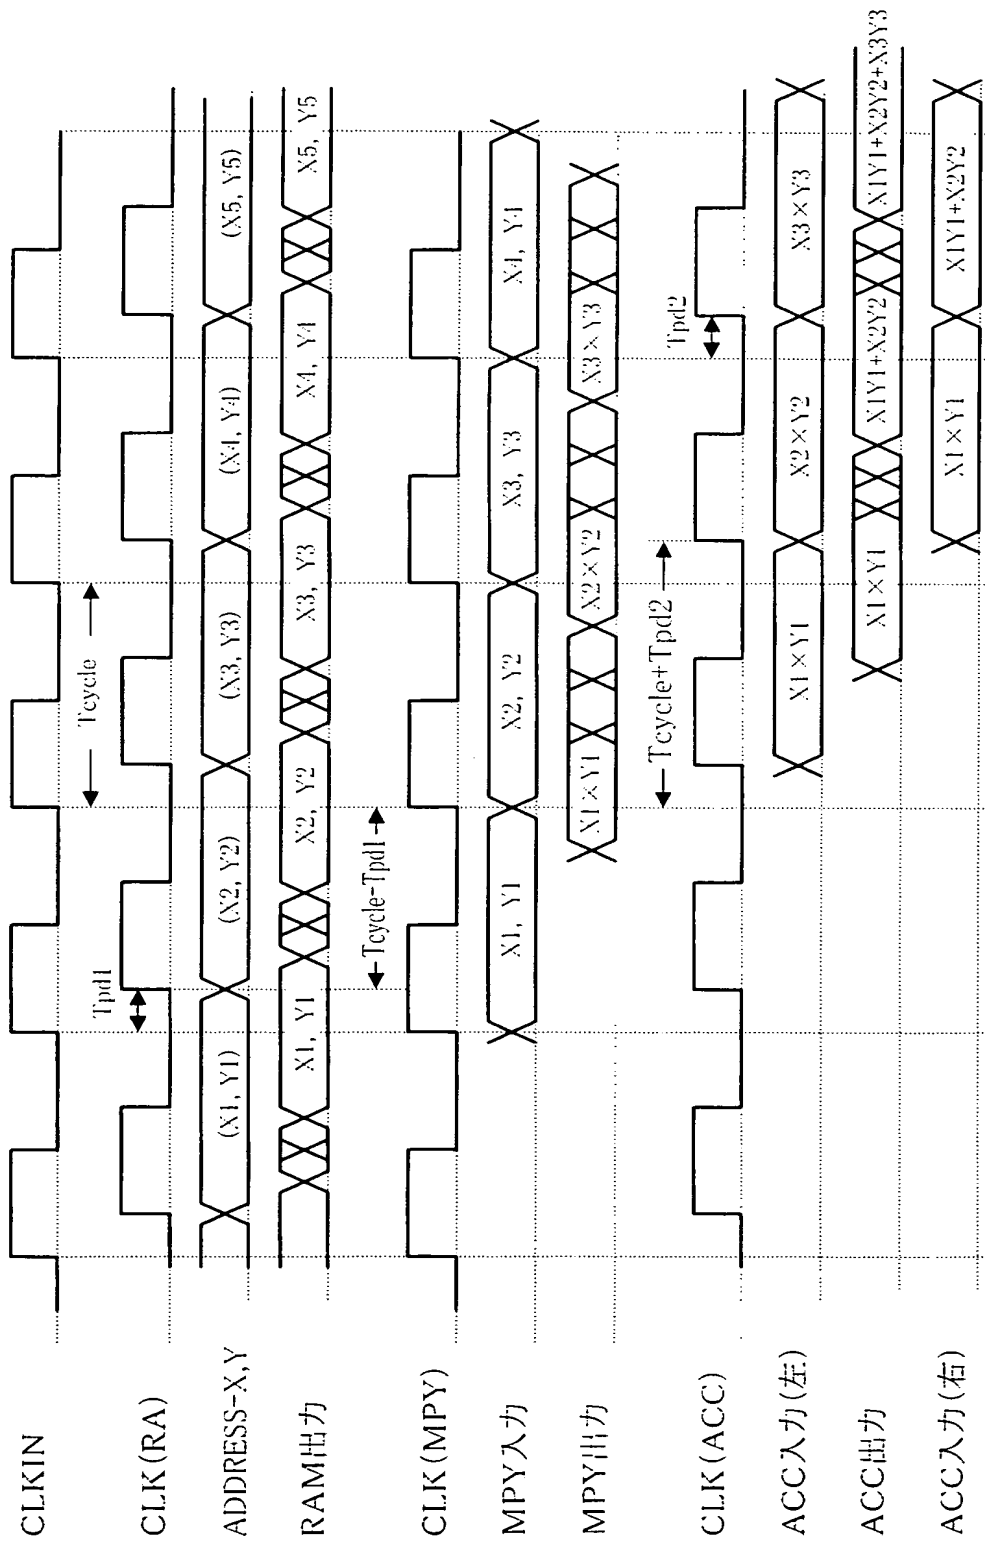 CLKIN
Tcycle
CLK(RA)
Tpd1
ADDRESS-X,Y
(X1, Y1)
(X2, Y2)
(X3, Y3)
(X4, Y4)
(X5, Y5)
RAM出力
X1, Y1
X2, Y2
X3, Y3
X4, Y4
X5, Y5
Tcycle-Tpd1
CLK(MPY)
MPY入力
X1, Y1
X2, Y2
X3, Y3
X4, Y4
MPY出力
X1×Y1
X2×Y2
X3×Y3
Tcycle+Tpd2
Tpd2
CLK(ACC)
ACC入力(左)
X1×Y1
X2×Y2
X3×Y3
ACC出力
X1×Y1
X1Y1+X2Y2
X1Y1+X2Y2+X3Y3
ACC入力(右)
X1×Y1
X1Y1+X2Y2